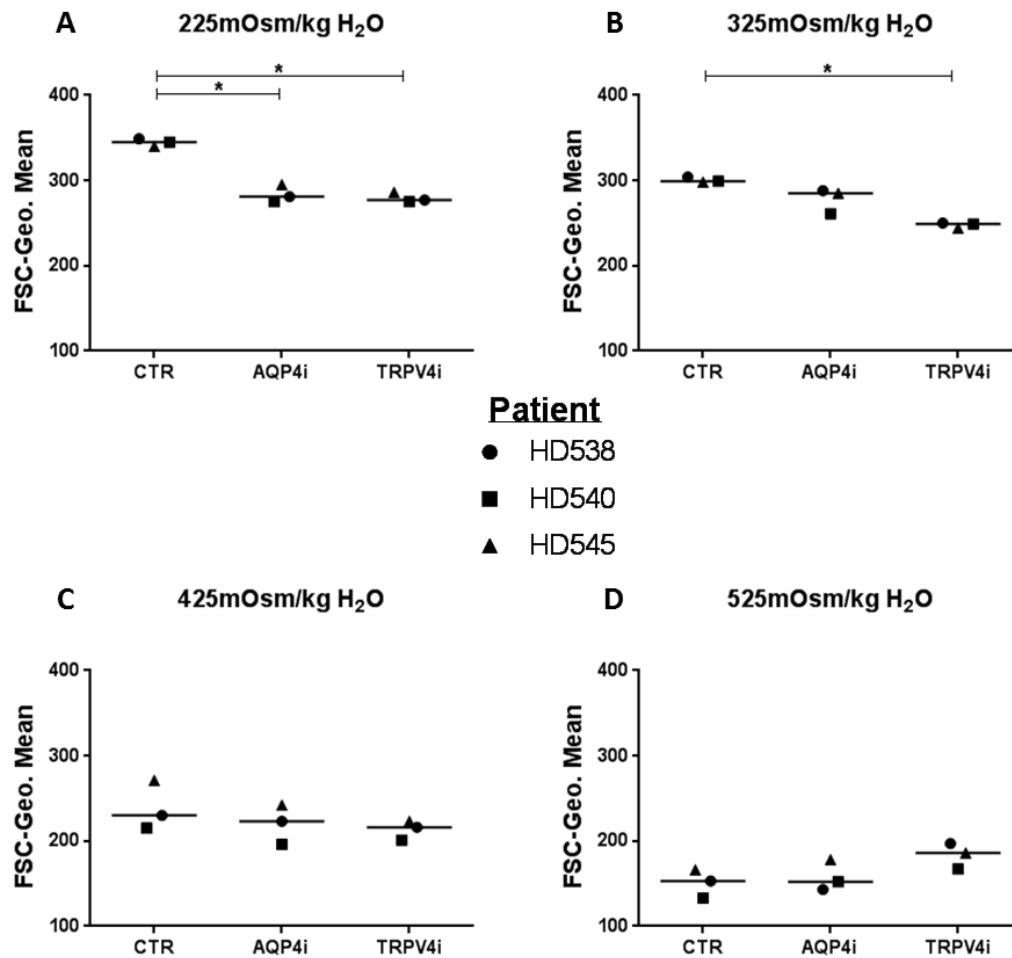 A 225mOsm/kg H₂O
*
*
400
300
200
100
FSC-Geo. Mean
CTR AQP4i TRPV4i
B 325mOsm/kg H₂O
*
400
300
200
100
FSC-Geo. Mean
CTR AQP4i TRPV4i
Patient
HD538
HD540
HD545
C 425mOsm/kg H₂O
400
300
200
100
FSC-Geo. Mean
CTR AQP4i TRPV4i
D 525mOsm/kg H₂O
400
300
200
100
FSC-Geo. Mean
CTR AQP4i TRPV4i